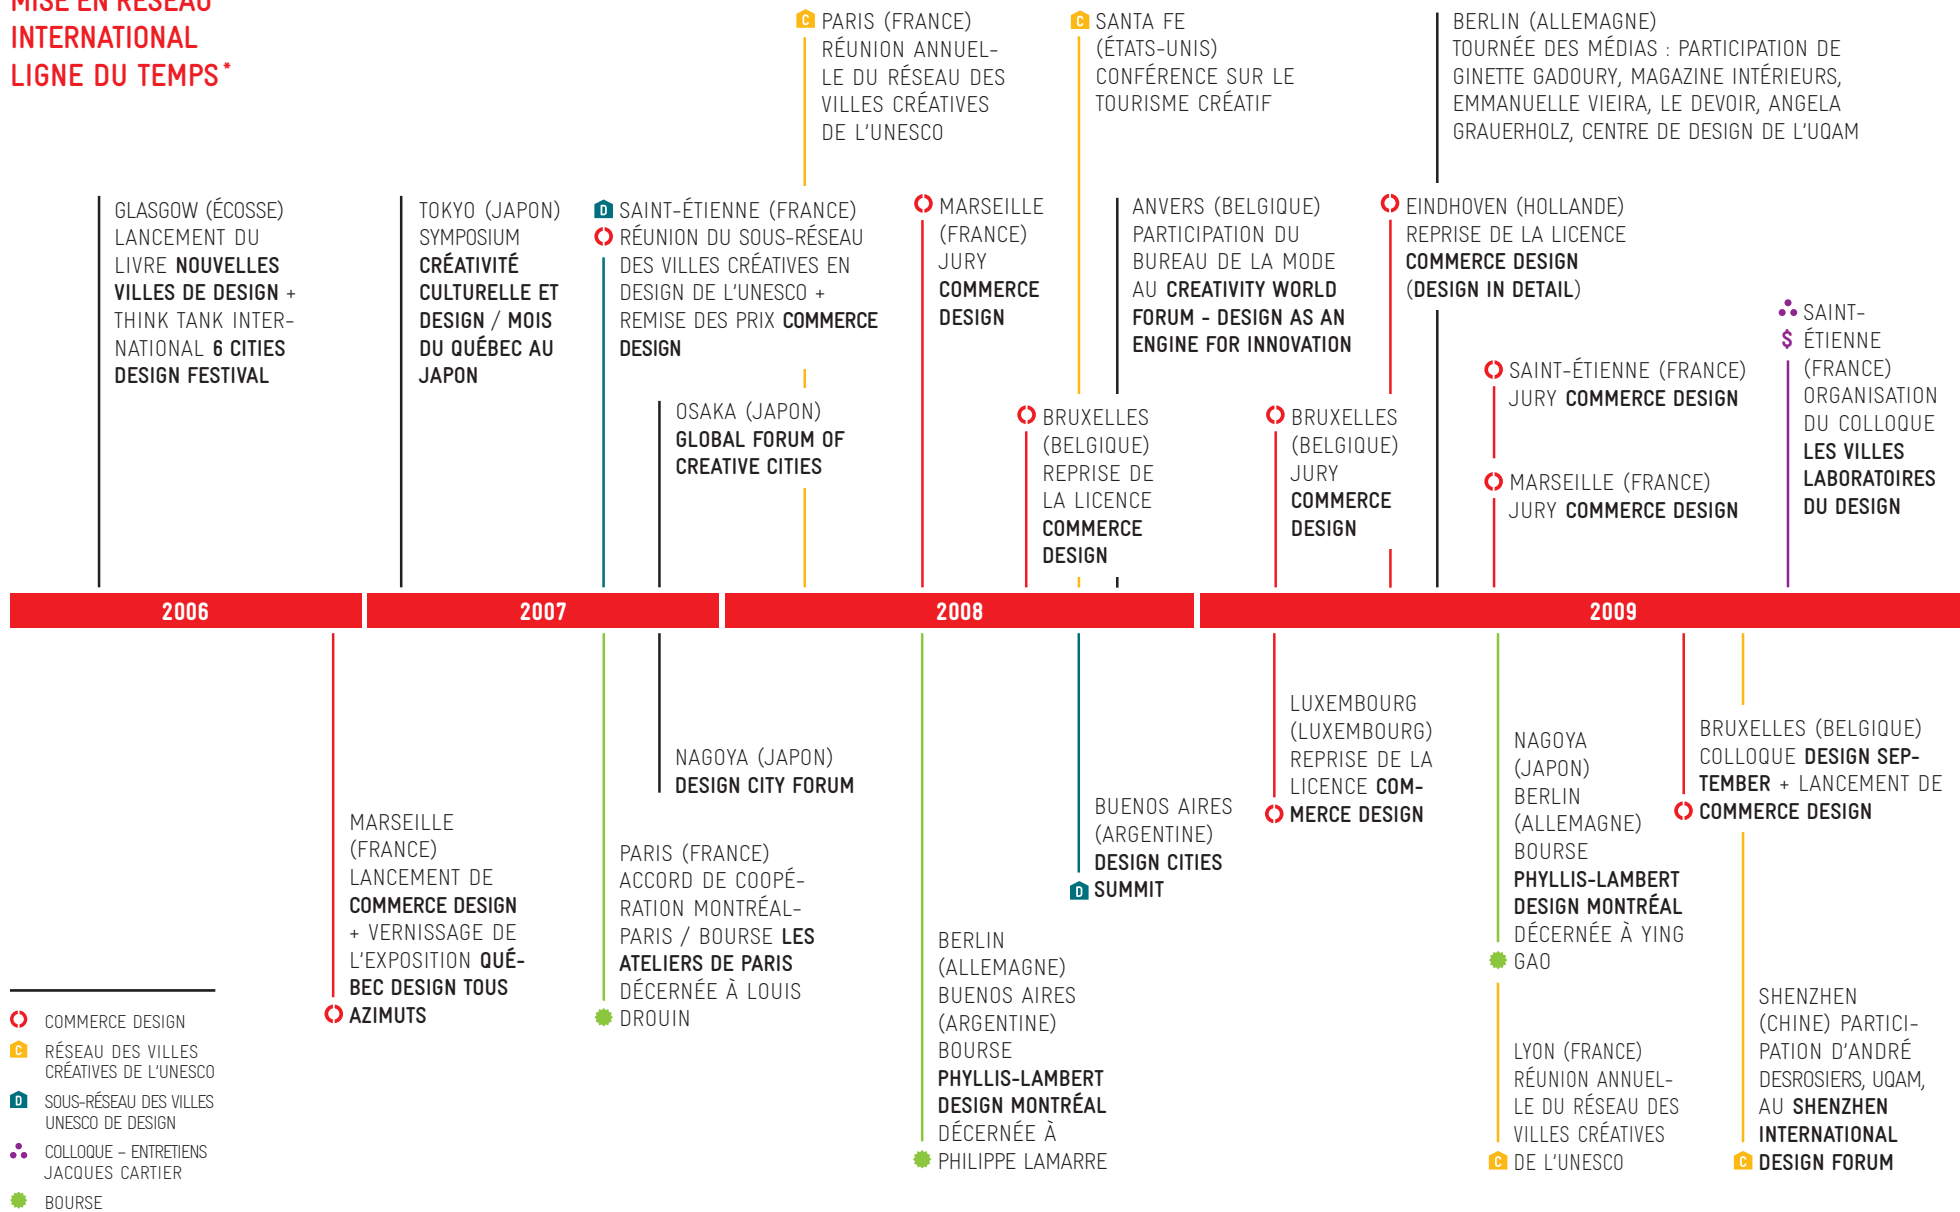 MISE EN RÉSEAU
INTERNATIONAL
LIGNE DU TEMPS*
C PARIS (FRANCE)
RÉUNION ANNUEL-
LE DU RÉSEAU DES
VILLES CRÉATIVES
DE L'UNESCO
C SANTA FE
(ÉTATS-UNIS)
CONFÉRENCE SUR LE
TOURISME CRÉATIF
BERLIN (ALLEMAGNE)
TOURNÉE DES MÉDIAS : PARTICIPATION DE
GINETTE GADOURY, MAGAZINE INTÉRIEURS,
EMMANUELLE VIEIRA, LE DEVOIR, ANGELA
GRAUERHOLZ, CENTRE DE DESIGN DE L'UQAM
GLASGOW (ÉCOSSE)
LANCEMENT DU
LIVRE NOUVELLES
VILLES DE DESIGN +
THINK TANK INTER-
NATIONAL 6 CITIES
DESIGN FESTIVAL
TOKYO (JAPON)
SYMPOSIUM
CRÉATIVITÉ
CULTURELLE ET
DESIGN / MOIS
DU QUÉBEC AU
JAPON
D SAINT-ÉTIENNE (FRANCE)
RÉUNION DU SOUS-RÉSEAU
DES VILLES CRÉATIVES EN
DESIGN DE L'UNESCO +
REMISE DES PRIX COMMERCE
DESIGN
OSAKA (JAPON)
GLOBAL FORUM OF
CREATIVE CITIES
MARSEILLE
(FRANCE)
JURY
COMMERCE
DESIGN
BRUXELLES
(BELGIQUE)
REPRISE DE
LA LICENCE
COMMERCE
DESIGN
ANVERS (BELGIQUE)
PARTICIPATION DU
BUREAU DE LA MODE
AU CREATIVITY WORLD
FORUM - DESIGN AS AN
ENGINE FOR INNOVATION
BRUXELLES
(BELGIQUE)
JURY
COMMERCE
DESIGN
EINDHOVEN (HOLLANDE)
REPRISE DE LA LICENCE
COMMERCE DESIGN
(DESIGN IN DETAIL)
SAINT-ÉTIENNE (FRANCE)
JURY COMMERCE DESIGN
MARSEILLE (FRANCE)
JURY COMMERCE DESIGN
SAINT-
$ ÉTIENNE
(FRANCE)
ORGANISATION
DU COLLOQUE
LES VILLES
LABORATOIRES
DU DESIGN
2006
2007
2008
2009
MARSEILLE
(FRANCE)
LANCEMENT DE
COMMERCE DESIGN
+ VERNISSAGE DE
L'EXPOSITION QUÉ-
BEC DESIGN TOUS
AZIMUTS
NAGOYA (JAPON)
DESIGN CITY FORUM
PARIS (FRANCE)
ACCORD DE COOPÉ-
RATION MONTRÉAL-
PARIS / BOURSE LES
ATELIERS DE PARIS
DÉCERNÉE À LOUIS
DROUIN
BERLIN
(ALLEMAGNE)
BUENOS AIRES
(ARGENTINE)
BOURSE
PHYLLIS-LAMBERT
DESIGN MONTRÉAL
DÉCERNÉE À
PHILIPPE LAMARRE
BUENOS AIRES
(ARGENTINE)
DESIGN CITIES
D SUMMIT
LUXEMBOURG
(LUXEMBOURG)
REPRISE DE LA
LICENCE COM-
MERCE DESIGN
NAGOYA
(JAPON)
BERLIN
(ALLEMAGNE)
BOURSE
PHYLLIS-LAMBERT
DESIGN MONTRÉAL
DÉCERNÉE À YING
GAO
LYON (FRANCE)
RÉUNION ANNUEL-
LE DU RÉSEAU DES
VILLES CRÉATIVES
C DE L'UNESCO
BRUXELLES (BELGIQUE)
COLLOQUE DESIGN SEP-
TEMBER + LANCEMENT DE
COMMERCE DESIGN
SHENZHEN
(CHINE) PARTICI-
PATION D'ANDRÉ
DESROSIERS, UQAM,
AU SHENZHEN
INTERNATIONAL
C DESIGN FORUM
COMMERCE DESIGN
C RÉSEAU DES VILLES
CRÉATIVES DE L'UNESCO
D SOUS-RÉSEAU DES VILLES
UNESCO DE DESIGN
COLLOQUE – ENTRETIENS
JACQUES CARTIER
BOURSE